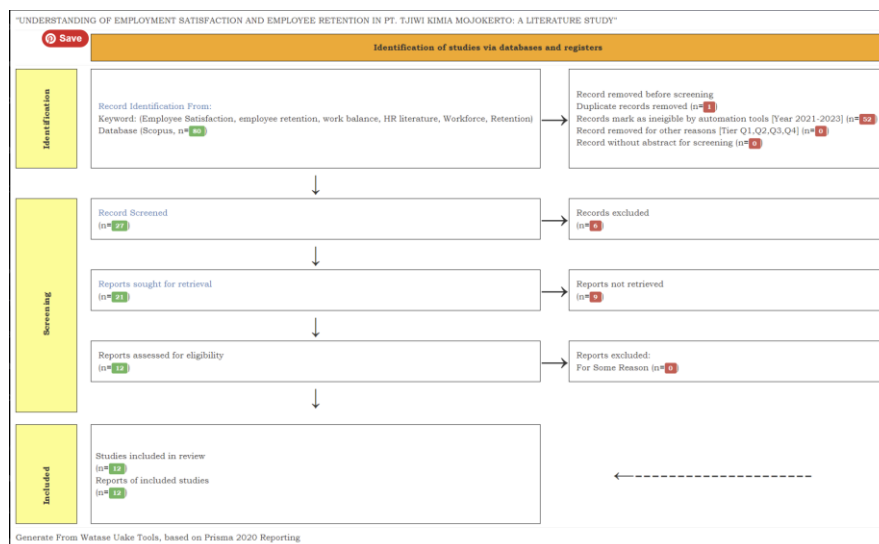 "UNDERSTANDING OF EMPLOYMENT SATISFACTION AND EMPLOYEE RETENTION IN PT. TJIWI KIMIA MOJOKERTO: A LITERATURE STUDY"
Save
Identification of studies via databases and registers
Identification
Record Identification From:
Keyword: (Employee Satisfaction, employee retention, work balance, HR literature, Workforce, Retention)
Database (Scopus, n=80)
Record removed before screening
Duplicate records removed (n=1)
Records mark as ineligible by automation tools [Year 2021-2023] (n=52)
Record removed for other reasons [Tier Q1,Q2,Q3,Q4] (n=0)
Record without abstract for screening (n=0)
Screening
Record Screened
(n=27)
Records excluded
(n=6)
Reports sought for retrieval
(n=21)
Reports not retrieved
(n=9)
Reports assessed for eligibility
(n=12)
Reports excluded:
For Some Reason (n=0)
Included
Studies included in review
(n=12)
Reports of included studies
(n=12)
Generate From Watase Uake Tools, based on Prisma 2020 Reporting